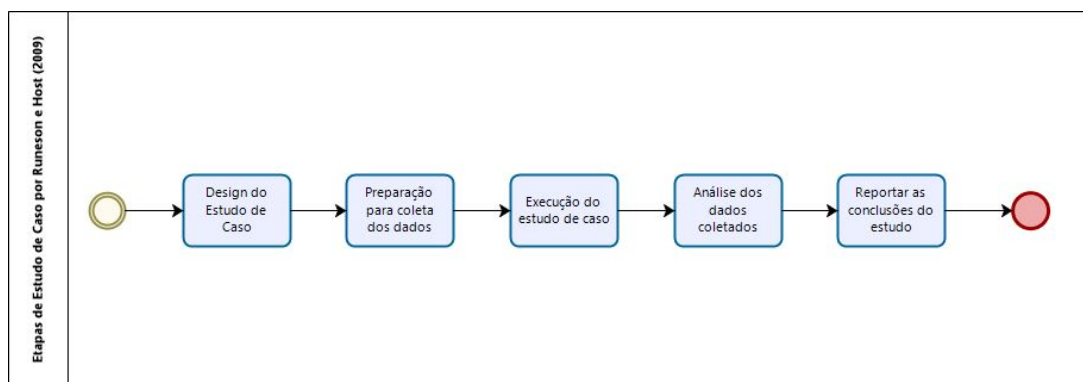 Etapas de Estudo de Caso por Runeson e Host (2009)
Design do
Estudo de
Caso
Preparação
para coleta
dos dados
Execução do
estudo de caso
Análise dos
dados
coletados
Reportar as
conclusões do
estudo